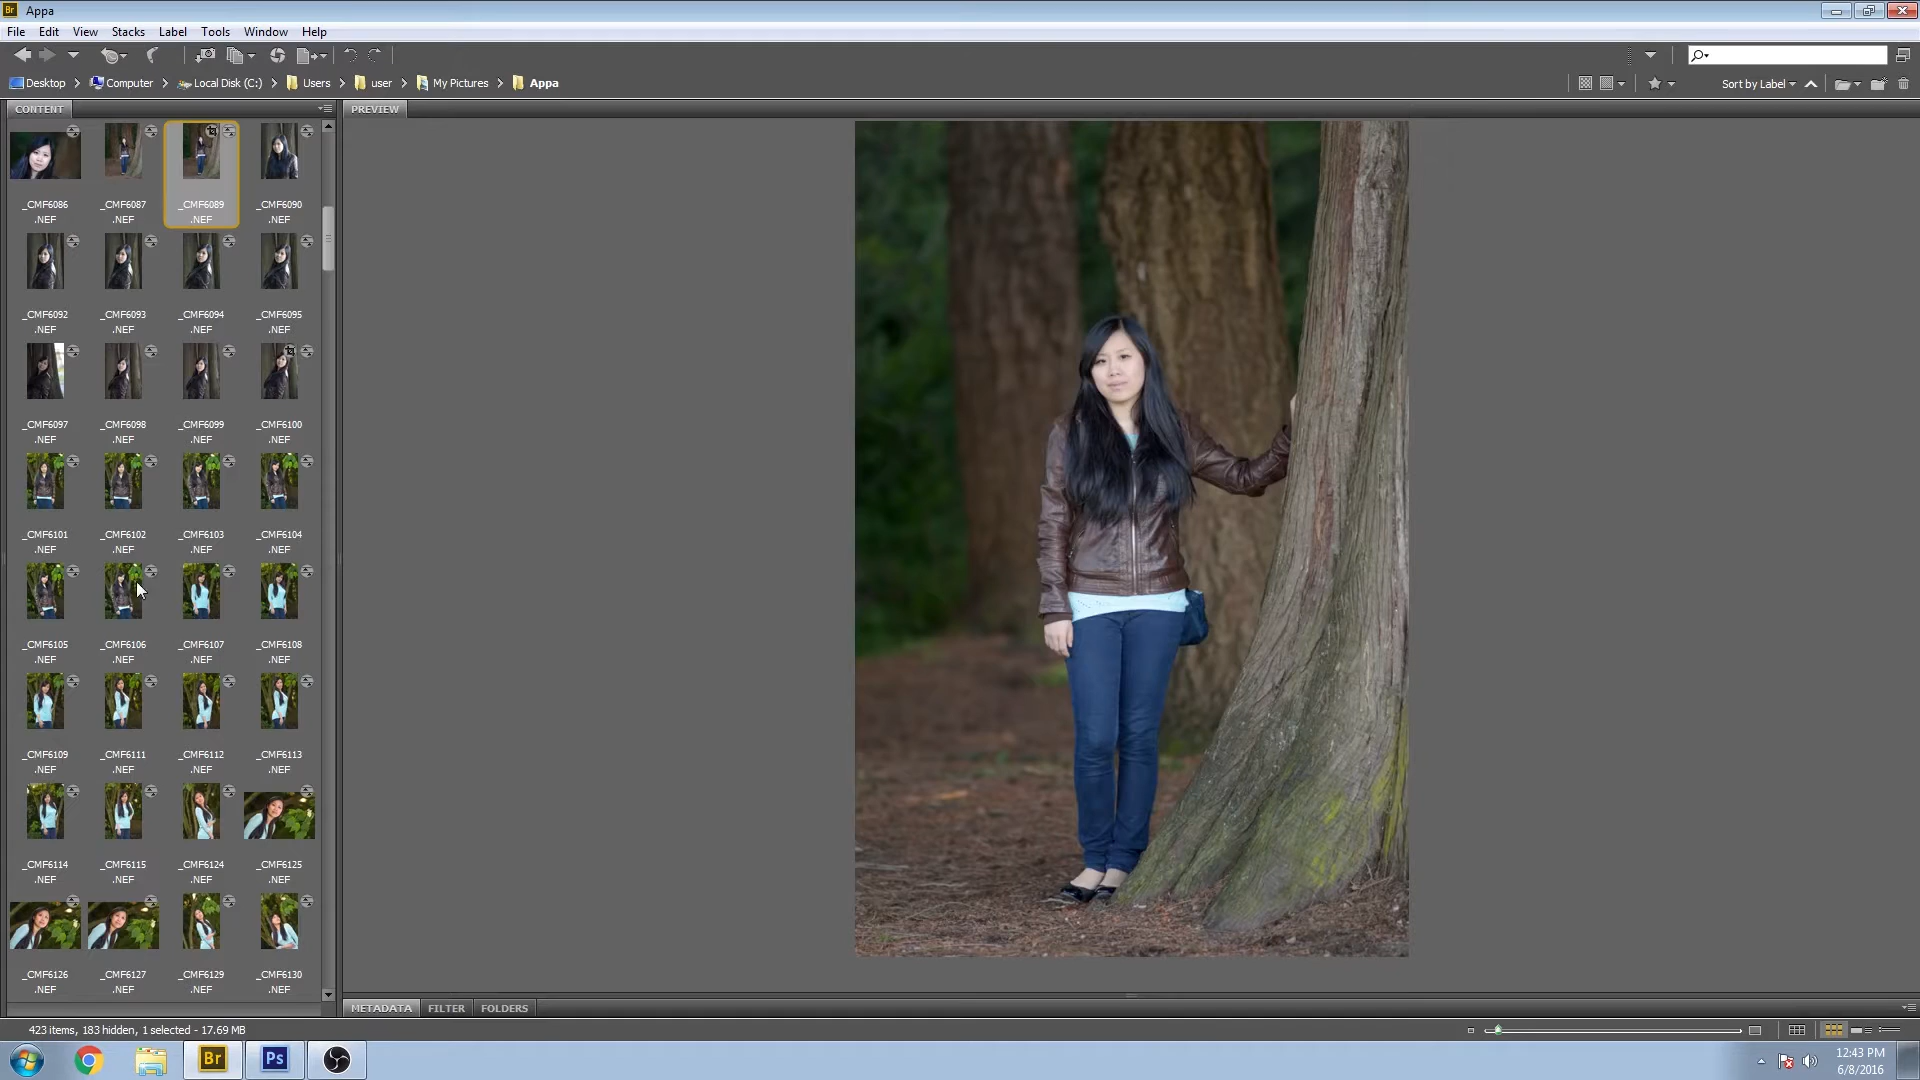 Br Appa
File Edit View Stacks Label Tools Window Help
Desktop Computer Local Disk (C:) Users user My Pictures Appa Sort by Label
CONTENT PREVIEW
_CMF6086 _CMF6087 _CMF6089 _CMF6090
.NEF .NEF .NEF .NEF
_CMF6092 _CMF6093 _CMF6094 _CMF6095
.NEF .NEF .NEF .NEF
_CMF6097 _CMF6098 _CMF6099 _CMF6100
.NEF .NEF .NEF .NEF
_CMF6101 _CMF6102 _CMF6103 _CMF6104
.NEF .NEF .NEF .NEF
_CMF6105 _CMF6106 _CMF6107 _CMF6108
.NEF .NEF .NEF .NEF
_CMF6109 _CMF6111 _CMF6112 _CMF6113
.NEF .NEF .NEF .NEF
_CMF6114 _CMF6115 _CMF6124 _CMF6125
.NEF .NEF .NEF .NEF
_CMF6126 _CMF6127 _CMF6129 _CMF6130
.NEF .NEF .NEF .NEF
METADATA FILTER FOLDERS
423 items, 183 hidden, 1 selected - 17.69 MB
Br Ps
12:43 PM
6/8/2016